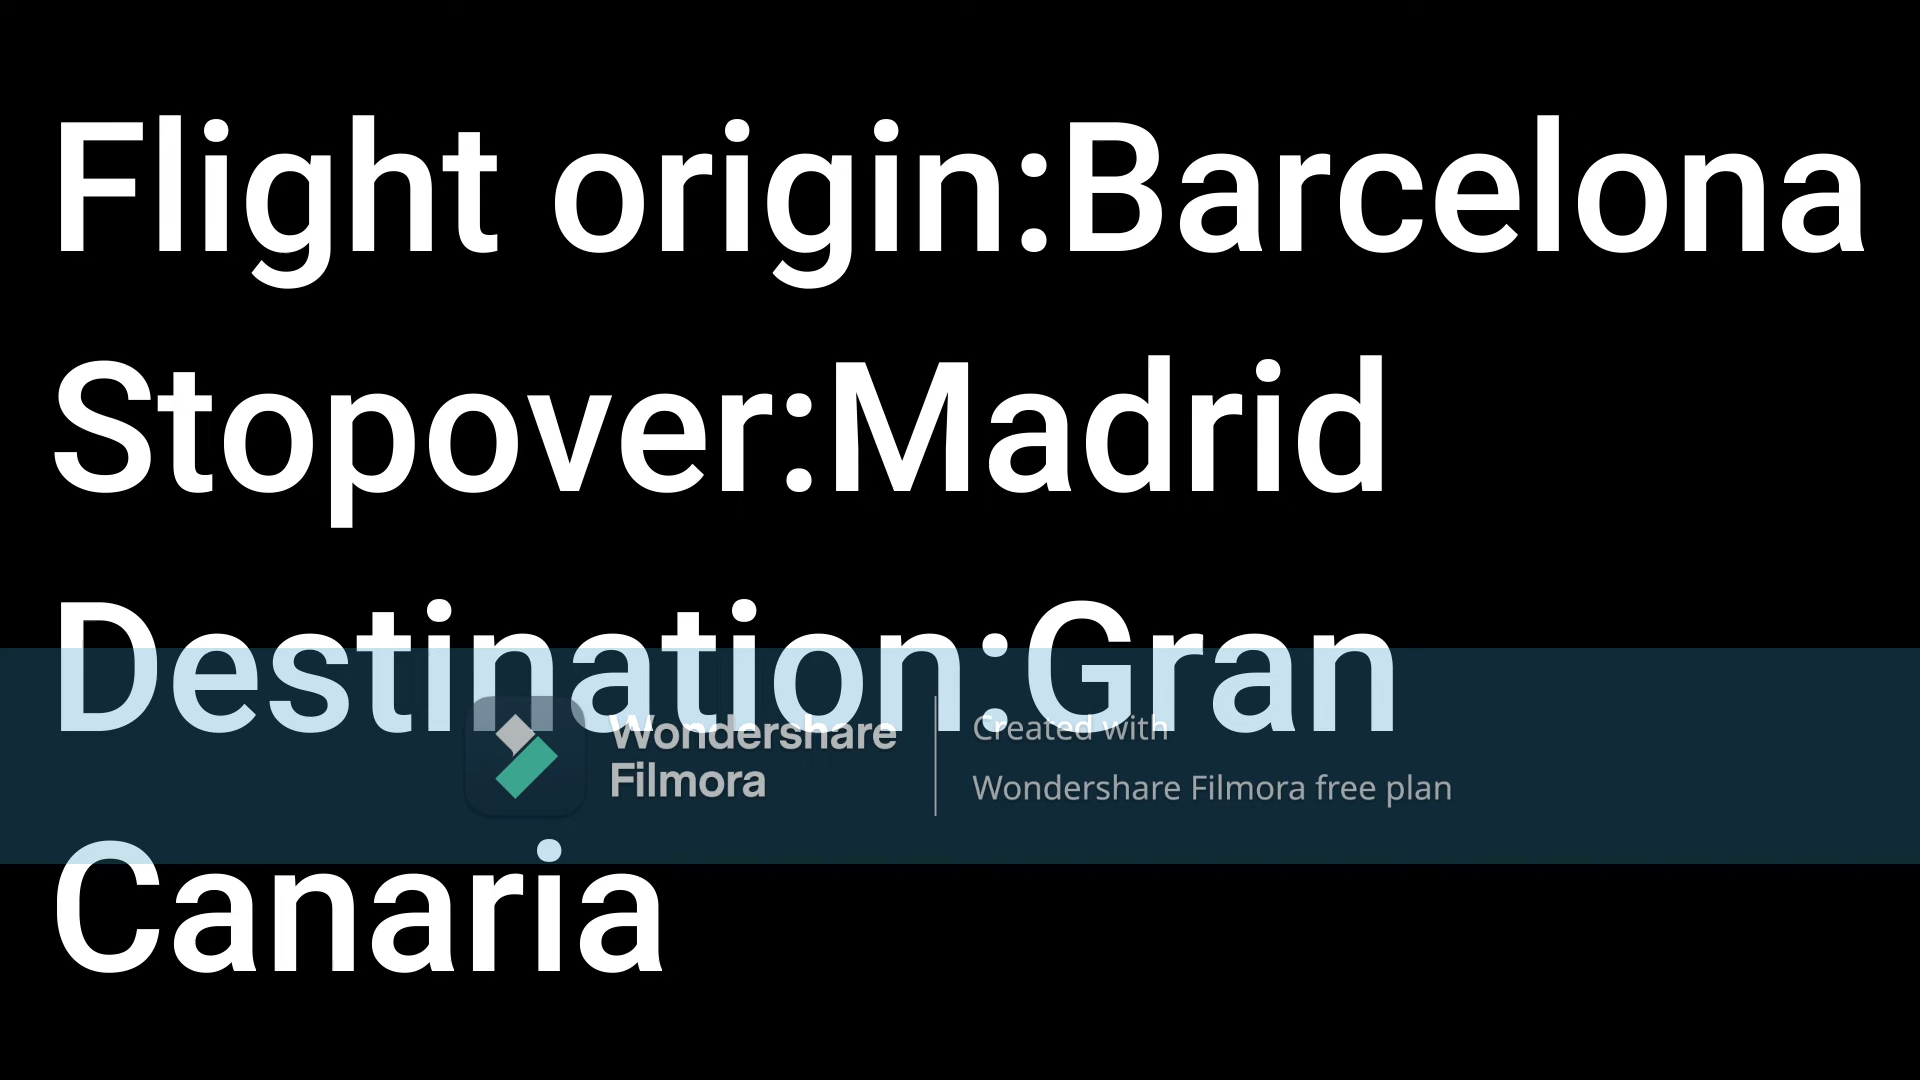 Flight origin:Barcelona
Stopover:Madrid
Destination:Gran
Canaria
Wondershare
Filmora
Created with
Wondershare Filmora free plan